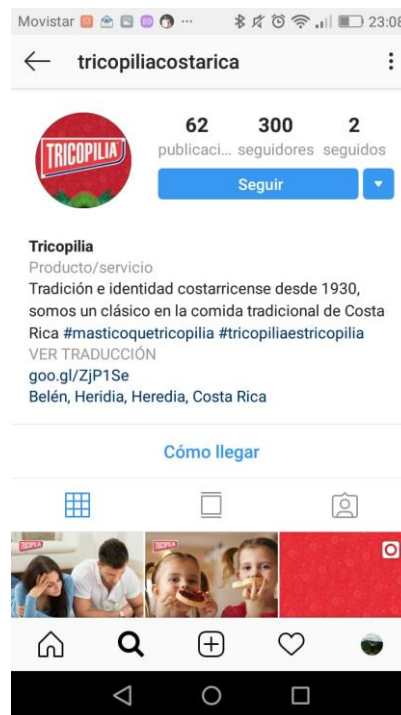 Movistar ... 23:08
tricopiliacostarica
TRICOPILIA
62 300 2
publicaci... seguidores seguidos
Seguir
Tricopilia
Producto/servicio
Tradición e identidad costarricense desde 1930,
somos un clásico en la comida tradicional de Costa
Rica #masticoquetricopilia #tricopiliaestricopilia
VER TRADUCCIÓN
goo.gl/ZjP1Se
Belén, Heridia, Heredia, Costa Rica
Cómo llegar
TRICOPILIA TRICOPILIA